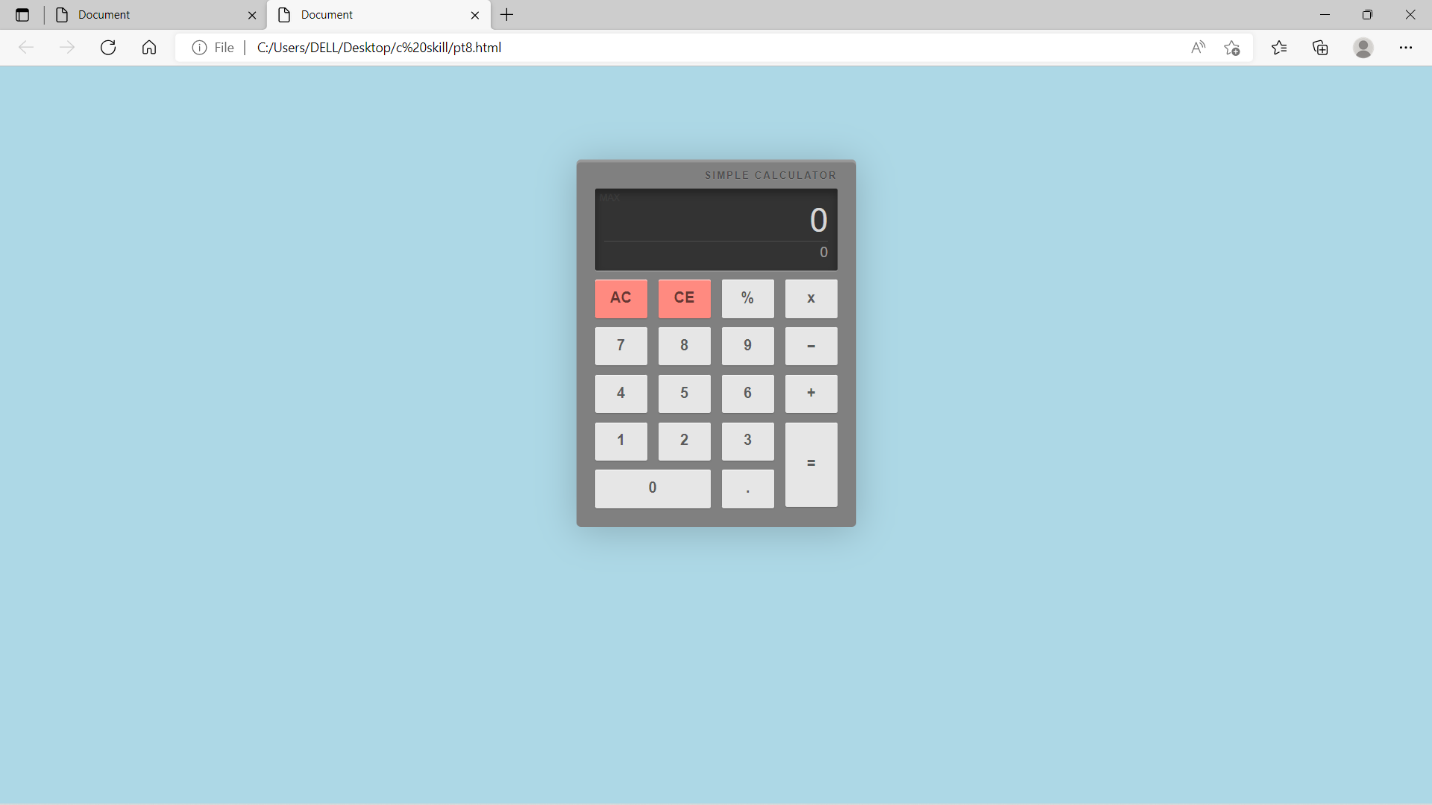 Document
Document
File
C:/Users/DELL/Desktop/c%20skill/pt8.html
SIMPLE CALCULATOR
MAX
0
0
AC CE % x
7 8 9 −
4 5 6 +
1 2 3 =
0 .